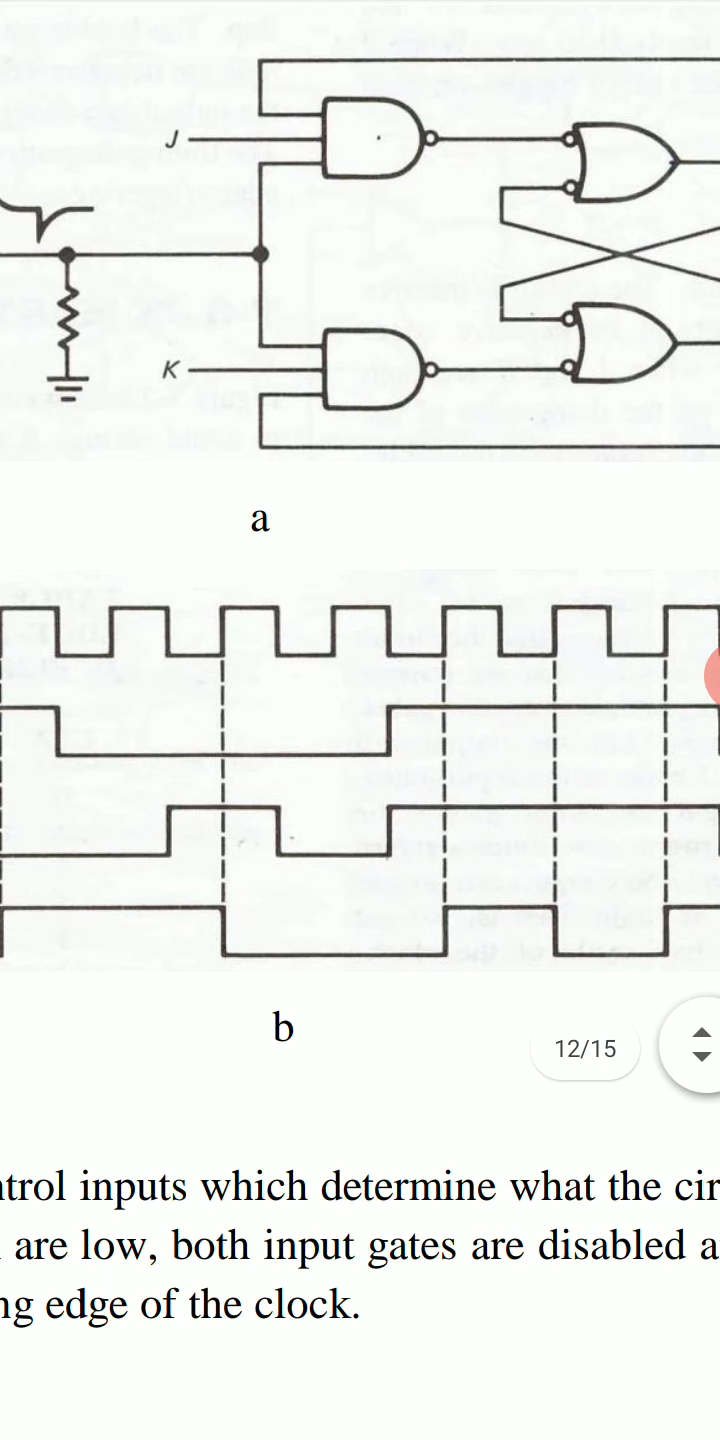 J
K
a
b
12/15
ntrol inputs which determine what the cir
are low, both input gates are disabled a
ng edge of the clock.